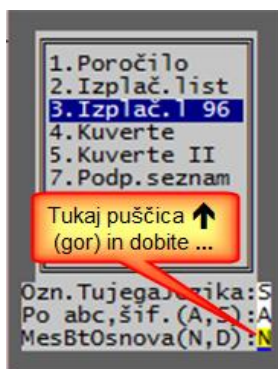 1.Poročilo
2.Izplač.list
3.Izplač.l 96
4.Kuverte
5.Kuverte II
7.Podp.seznam
Tukaj puščica ↑
(gor) in dobite ...
Ozn.TujegaJezika:S
Po abc,šif.(A,S):A
MesBtOsnova(N,D):N